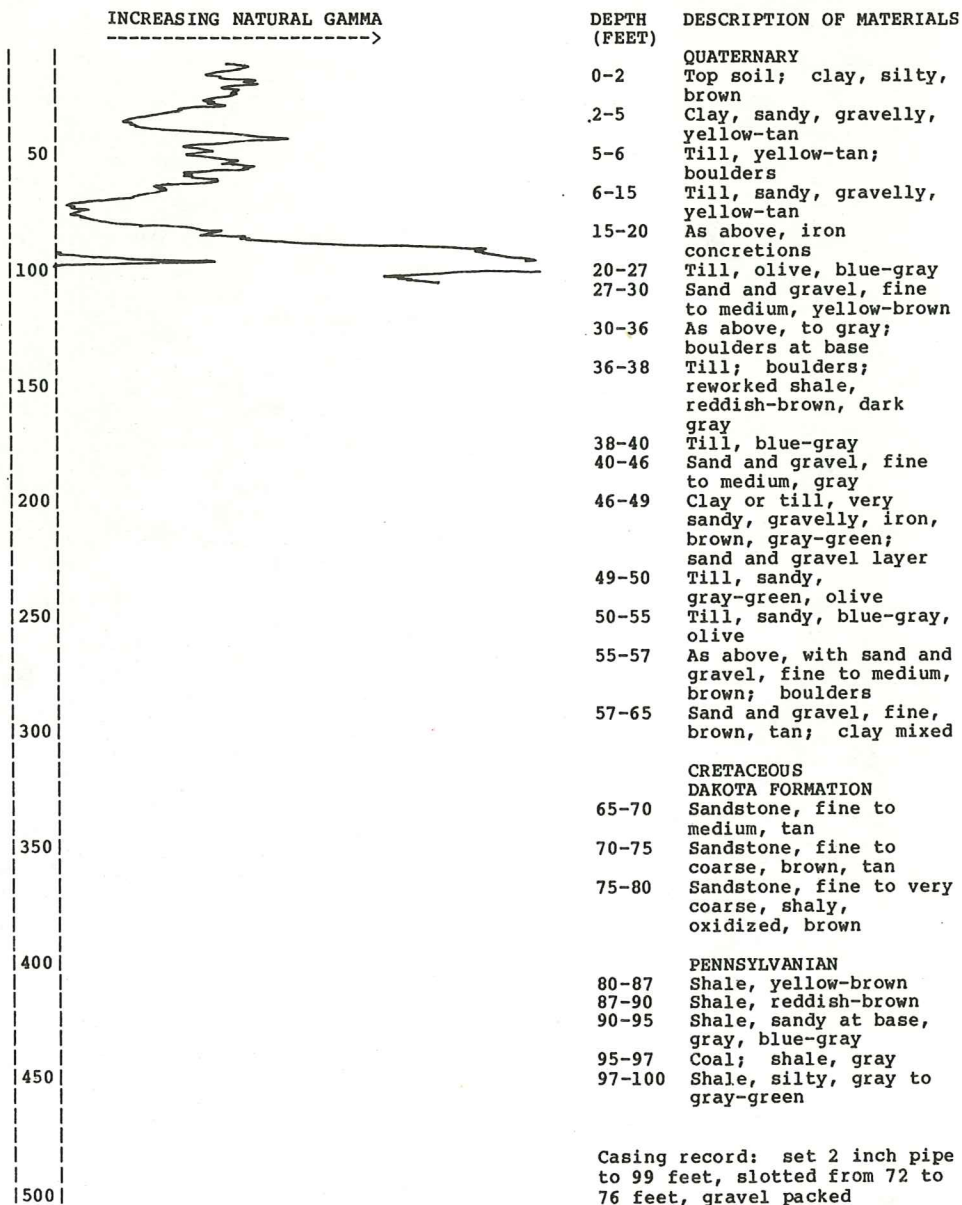 INCREASING NATURAL GAMMA
------------------------->
50
100
150
200
250
300
350
400
450
500
DEPTH DESCRIPTION OF MATERIALS
(FEET)
QUATERNARY
0-2 Top soil; clay, silty,
brown
2-5 Clay, sandy, gravelly,
yellow-tan
5-6 Till, yellow-tan;
boulders
6-15 Till, sandy, gravelly,
yellow-tan
15-20 As above, iron
concretions
20-27 Till, olive, blue-gray
27-30 Sand and gravel, fine
to medium, yellow-brown
30-36 As above, to gray;
boulders at base
36-38 Till; boulders;
reworked shale,
reddish-brown, dark
gray
38-40 Till, blue-gray
40-46 Sand and gravel, fine
to medium, gray
46-49 Clay or till, very
sandy, gravelly, iron,
brown, gray-green;
sand and gravel layer
49-50 Till, sandy,
gray-green, olive
50-55 Till, sandy, blue-gray,
olive
55-57 As above, with sand and
gravel, fine to medium,
brown; boulders
57-65 Sand and gravel, fine,
brown, tan; clay mixed
CRETACEOUS
DAKOTA FORMATION
65-70 Sandstone, fine to
medium, tan
70-75 Sandstone, fine to
coarse, brown, tan
75-80 Sandstone, fine to very
coarse, shaly,
oxidized, brown
PENNSYLVANIAN
80-87 Shale, yellow-brown
87-90 Shale, reddish-brown
90-95 Shale, sandy at base,
gray, blue-gray
95-97 Coal; shale, gray
97-100 Shale, silty, gray to
gray-green
Casing record: set 2 inch pipe
to 99 feet, slotted from 72 to
76 feet, gravel packed